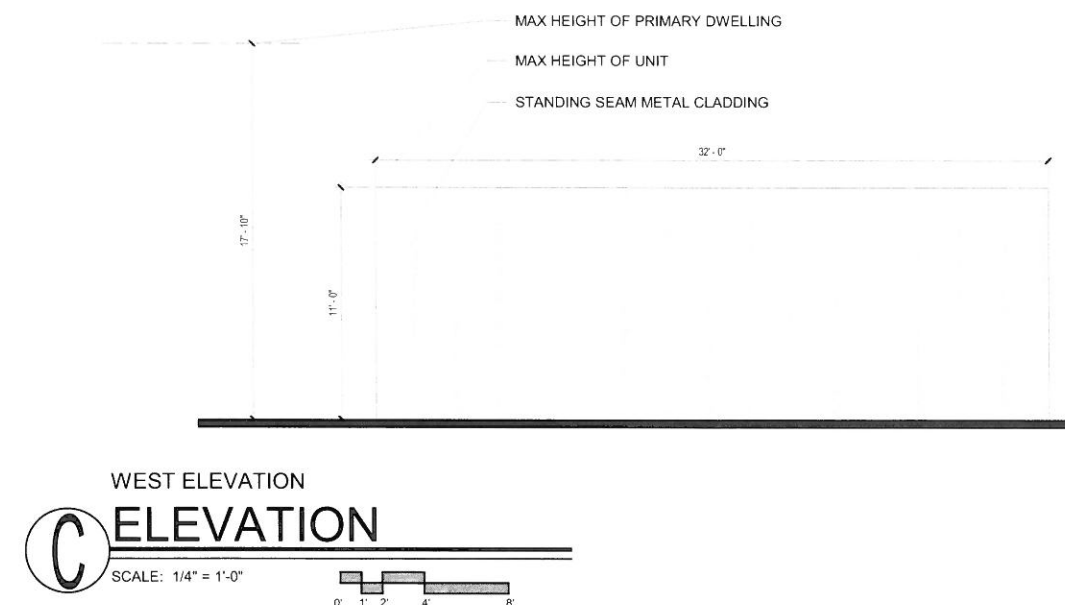 MAX HEIGHT OF PRIMARY DWELLING
MAX HEIGHT OF UNIT
STANDING SEAM METAL CLADDING
32' - 0"
17' - 10"
11' - 0"
WEST ELEVATION
C ELEVATION
SCALE: 1/4" = 1'-0"
0' 1' 2' 4' 8'